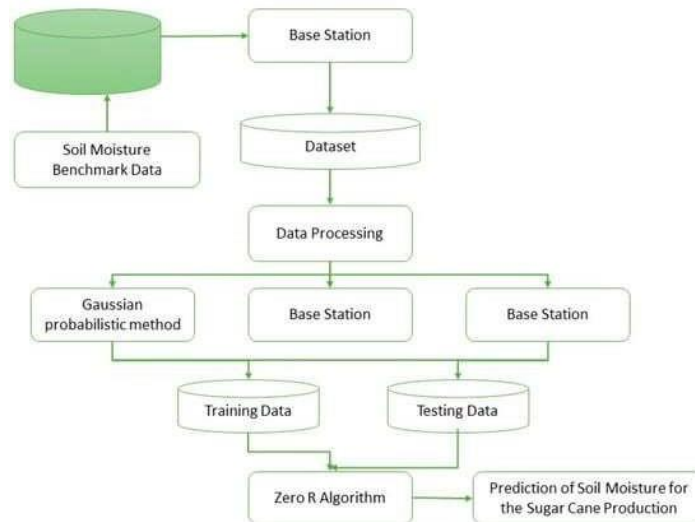 Base Station
Soil Moisture
Benchmark Data
Dataset
Data Processing
Gaussian
probabilistic method
Base Station
Base Station
Training Data
Testing Data
Zero R Algorithm
Prediction of Soil Moisture for
the Sugar Cane Production